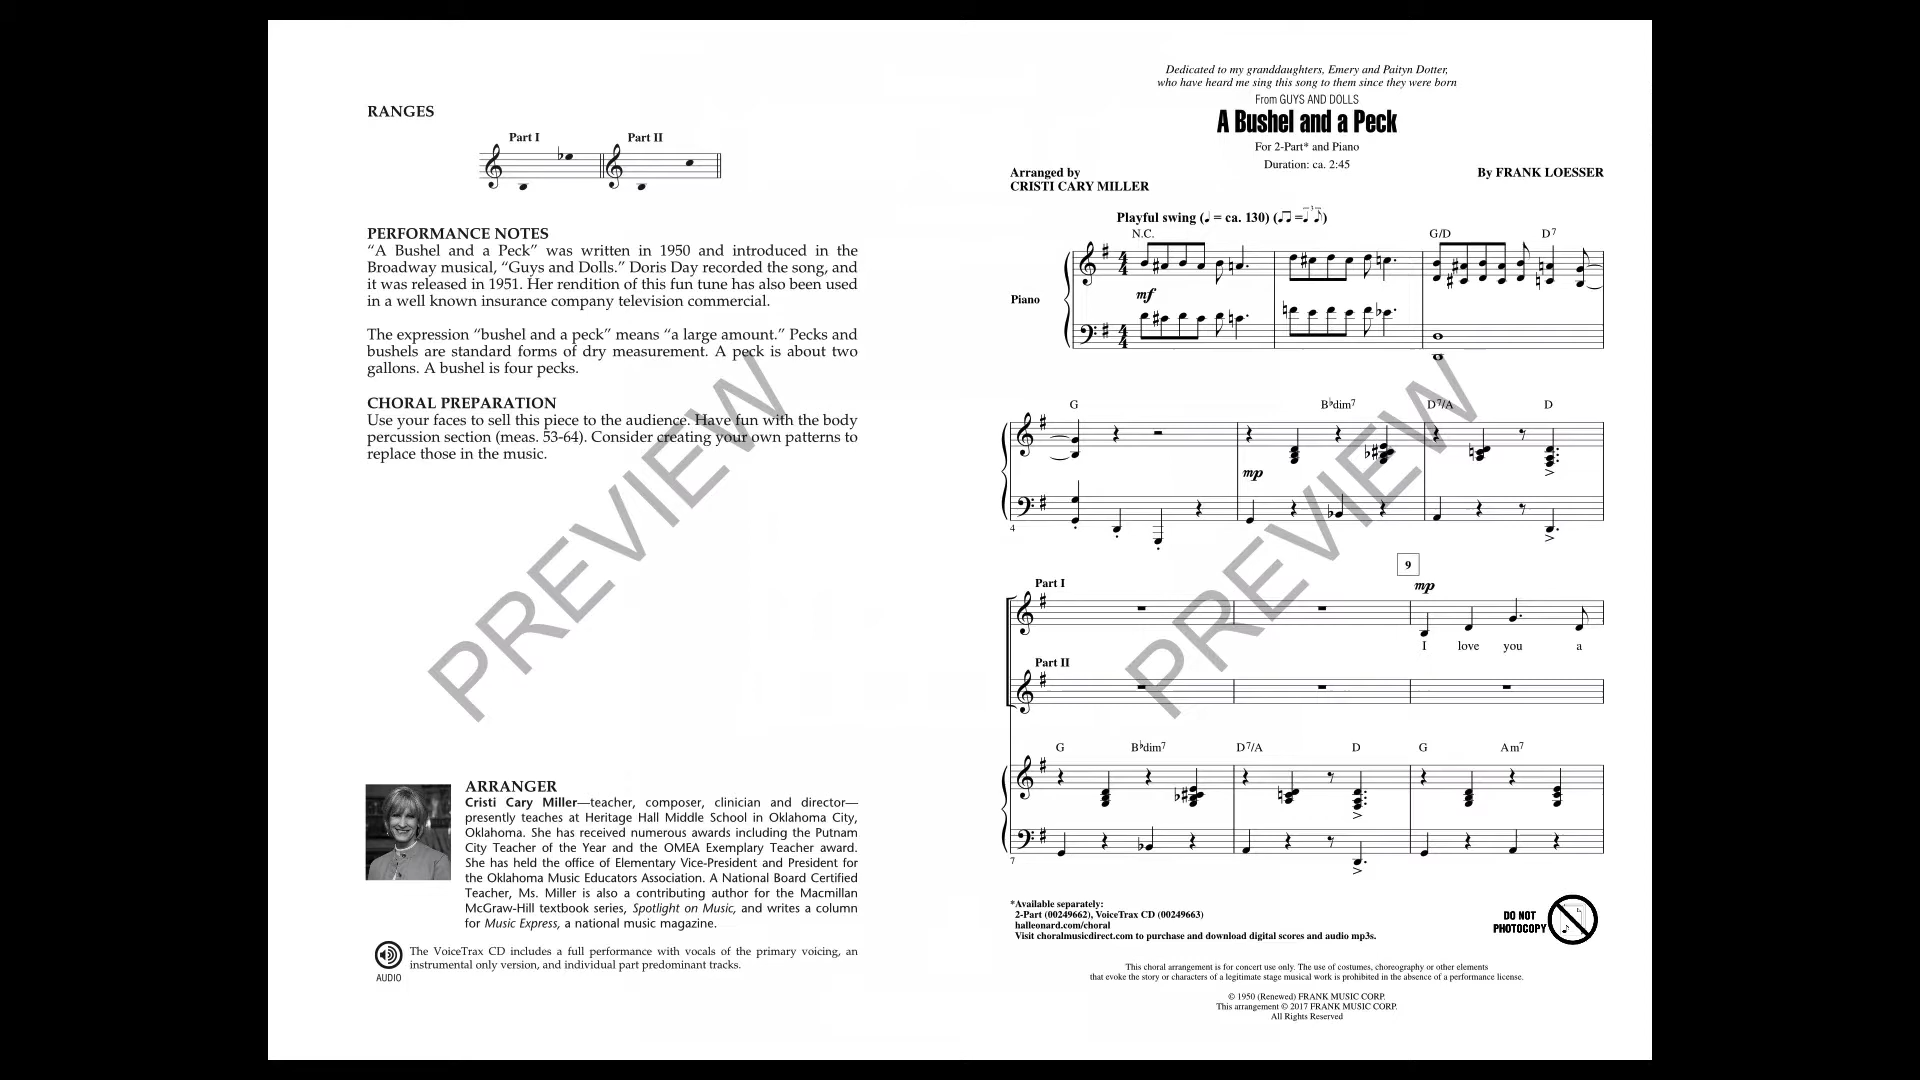 RANGES
Part I Part II
PERFORMANCE NOTES
“A Bushel and a Peck” was written in 1950 and introduced in the
Broadway musical, “Guys and Dolls.” Doris Day recorded the song, and
it was released in 1951. Her rendition of this fun tune has also been used
in a well known insurance company television commercial.
The expression “bushel and a peck” means “a large amount.” Pecks and
bushels are standard forms of dry measurement. A peck is about two
gallons. A bushel is four pecks.
CHORAL PREPARATION
Use your faces to sell this piece to the audience. Have fun with the body
percussion section (meas. 53-64). Consider creating your own patterns to
replace those in the music.
PREVIEW
ARRANGER
Cristi Cary Miller—teacher, composer, clinician and director—
presently teaches at Heritage Hall Middle School in Oklahoma City,
Oklahoma. She has received numerous awards including the Putnam
City Teacher of the Year and the OMEA Exemplary Teacher award.
She has held the office of Elementary Vice-President and President for
the Oklahoma Music Educators Association. A National Board Certified
Teacher, Ms. Miller is also a contributing author for the Macmillan
McGraw-Hill textbook series, Spotlight on Music, and writes a column
for Music Express, a national music magazine.
The VoiceTrax CD includes a full performance with vocals of the primary voicing, an
instrumental only version, and individual part predominant tracks.
AUDIO
Dedicated to my granddaughters, Emery and Paityn Dotter,
who have heard me sing this song to them since they were born
From GUYS AND DOLLS
A Bushel and a Peck
For 2-Part* and Piano
Duration: ca. 2:45
Arranged by
CRISTI CARY MILLER
By FRANK LOESSER
Playful swing (♩ = ca. 130) (♫ = ♩ ♪ 3)
N.C. G/D D7
Piano
mf
G B♭dim7 D7/A D
mp
4
9
Part I
mp
I love you a
Part II
G B♭dim7 D7/A D G Am7
7
PREVIEW
*Available separately:
2-Part (00249662), VoiceTrax CD (00249663)
halleonard.com/choral
Visit choralmusicdirect.com to purchase and download digital scores and audio mp3s.
DO NOT
PHOTOCOPY
This choral arrangement is for concert use only. The use of costumes, choreography or other elements
that evoke the story or characters of a legitimate stage musical work is prohibited in the absence of a performance license.
© 1950 (Renewed) FRANK MUSIC CORP.
This arrangement © 2017 FRANK MUSIC CORP.
All Rights Reserved